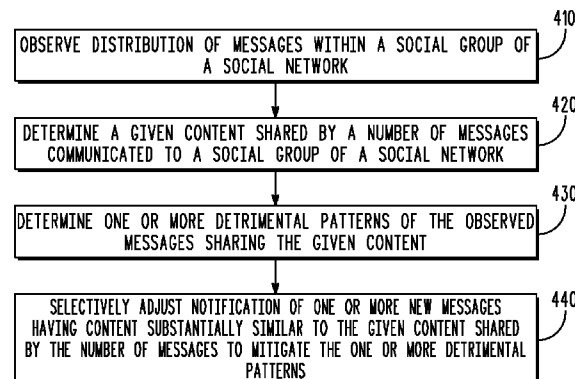 410
OBSERVE DISTRIBUTION OF MESSAGES WITHIN A SOCIAL GROUP OF
A SOCIAL NETWORK
420
DETERMINE A GIVEN CONTENT SHARED BY A NUMBER OF MESSAGES
COMMUNICATED TO A SOCIAL GROUP OF A SOCIAL NETWORK
430
DETERMINE ONE OR MORE DETRIMENTAL PATTERNS OF THE OBSERVED
MESSAGES SHARING THE GIVEN CONTENT
440
SELECTIVELY ADJUST NOTIFICATION OF ONE OR MORE NEW MESSAGES
HAVING CONTENT SUBSTANTIALLY SIMILAR TO THE GIVEN CONTENT SHARED
BY THE NUMBER OF MESSAGES TO MITIGATE THE ONE OR MORE DETRIMENTAL
PATTERNS